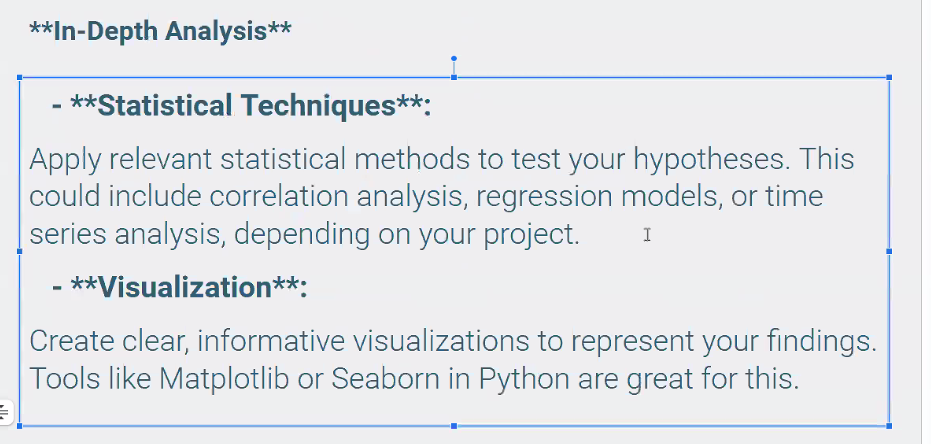 **In-Depth Analysis**
- **Statistical Techniques**:
Apply relevant statistical methods to test your hypotheses. This
could include correlation analysis, regression models, or time
series analysis, depending on your project.
- **Visualization**:
Create clear, informative visualizations to represent your findings.
Tools like Matplotlib or Seaborn in Python are great for this.